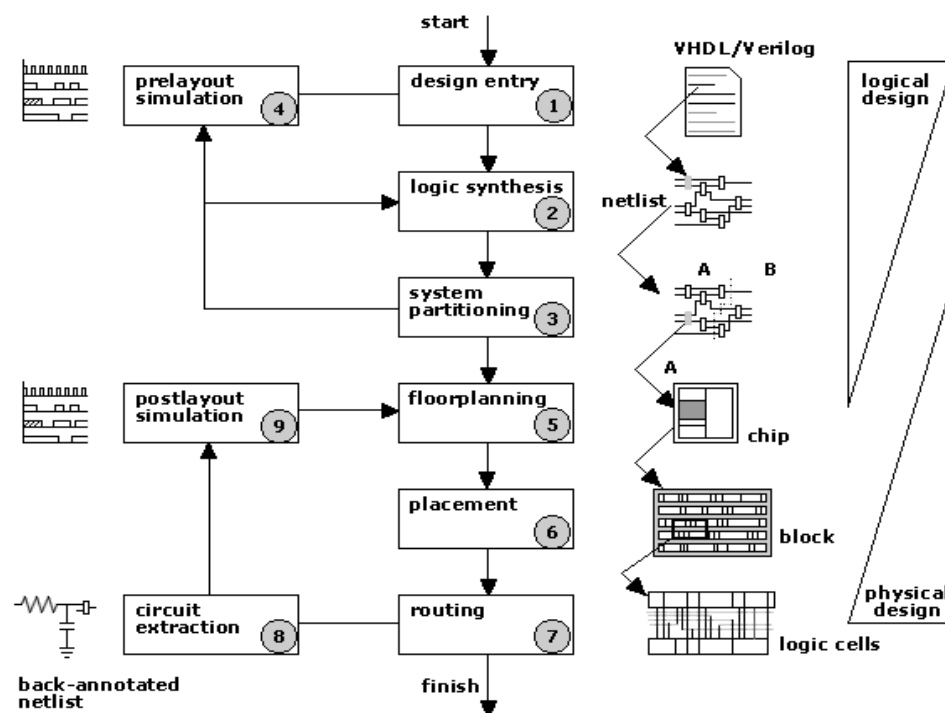 start
VHDL/Verilog
prelayout
simulation
4
design entry
1
logical
design
logic synthesis
2
netlist
A
B
system
partitioning
3
A
postlayout
simulation
9
floorplanning
5
chip
placement
6
block
circuit
extraction
8
routing
7
physical
design
logic cells
back-annotated
netlist
finish